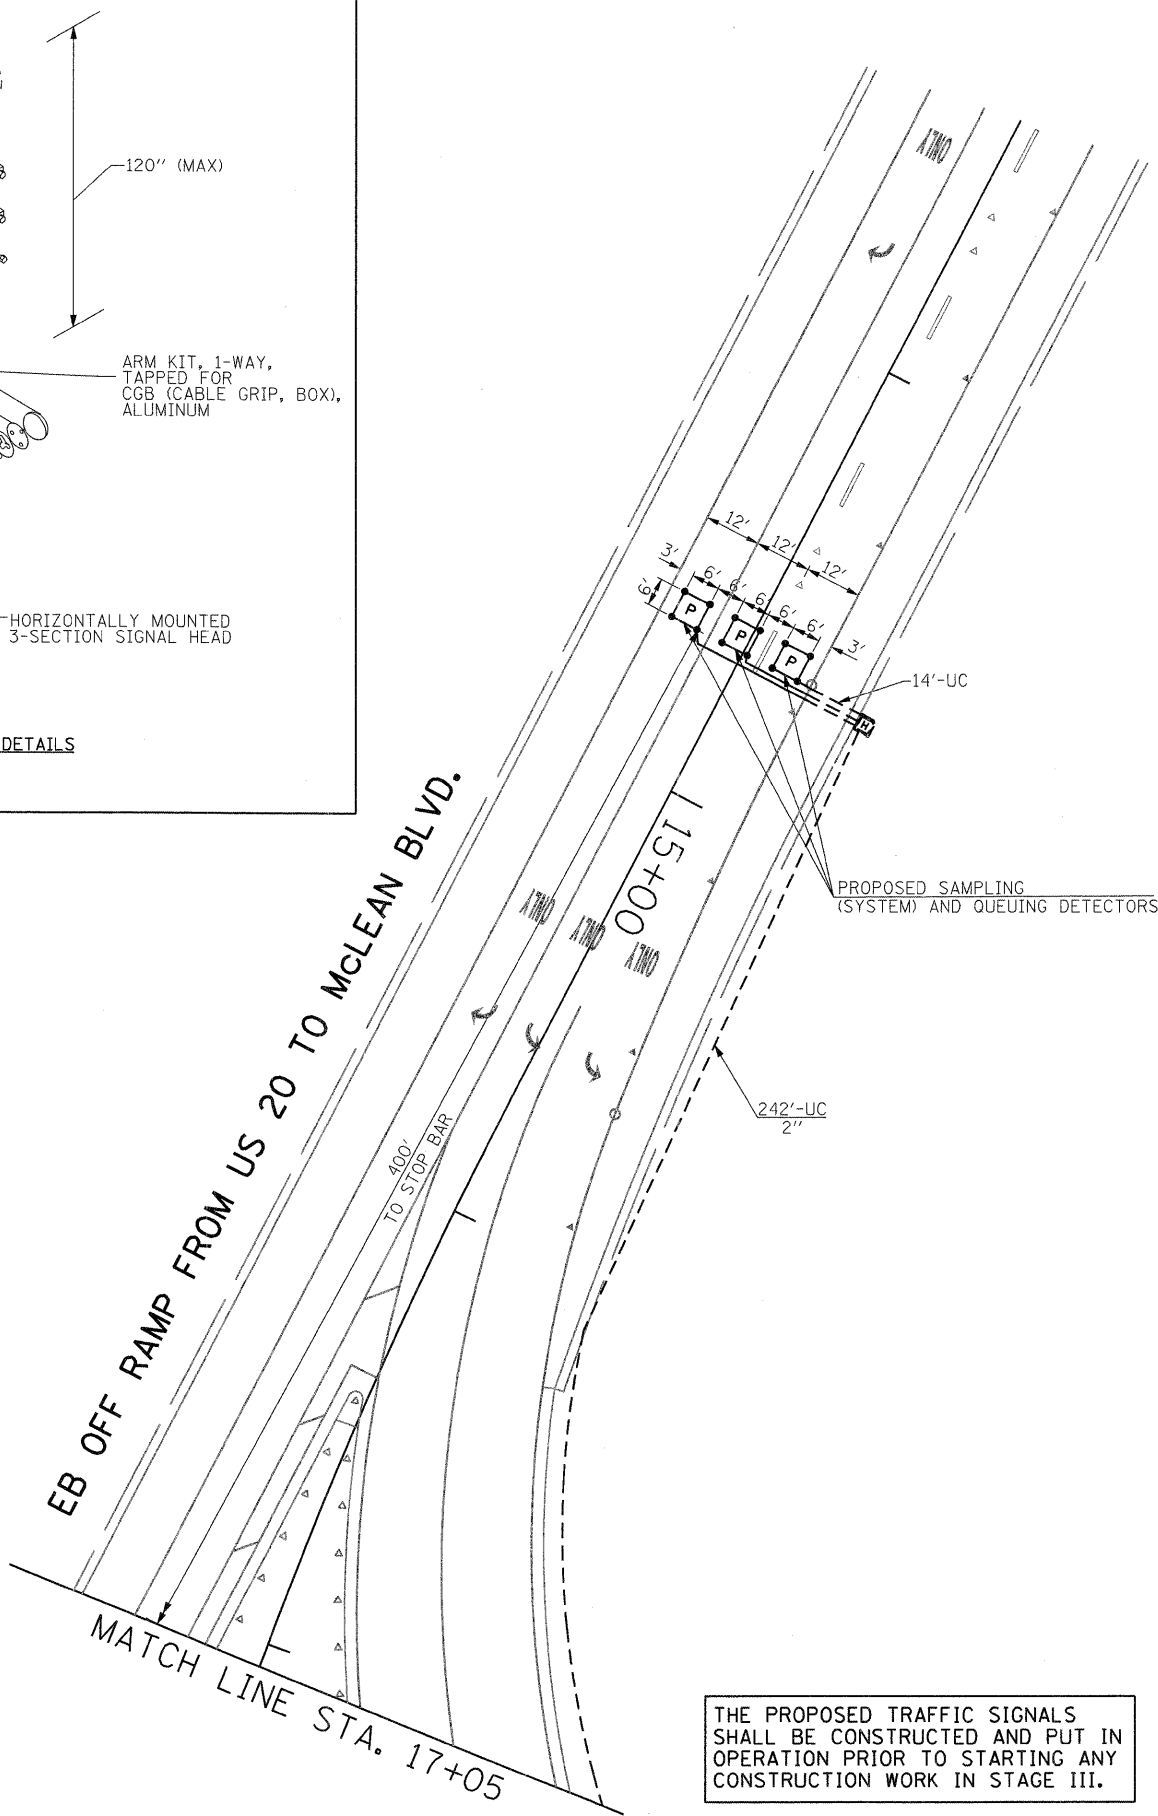 120" (MAX)
ARM KIT, 1-WAY,
TAPPED FOR
CGB (CABLE GRIP, BOX),
ALUMINUM
HORIZONTALLY MOUNTED
3-SECTION SIGNAL HEAD
DETAILS
ONLY
12'
12'
12'
3'
6'
6'
6'
6'
6'
6'
3'
P
P
P
14'-UC
H
15+00
PROPOSED SAMPLING
(SYSTEM) AND QUEUING DETECTORS
ONLY
ONLY
ONLY
EB OFF RAMP FROM US 20 TO McLEAN BLVD.
242'-UC
2"
400'
TO STOP BAR
MATCH LINE STA. 17+05
THE PROPOSED TRAFFIC SIGNALS
SHALL BE CONSTRUCTED AND PUT IN
OPERATION PRIOR TO STARTING ANY
CONSTRUCTION WORK IN STAGE III.